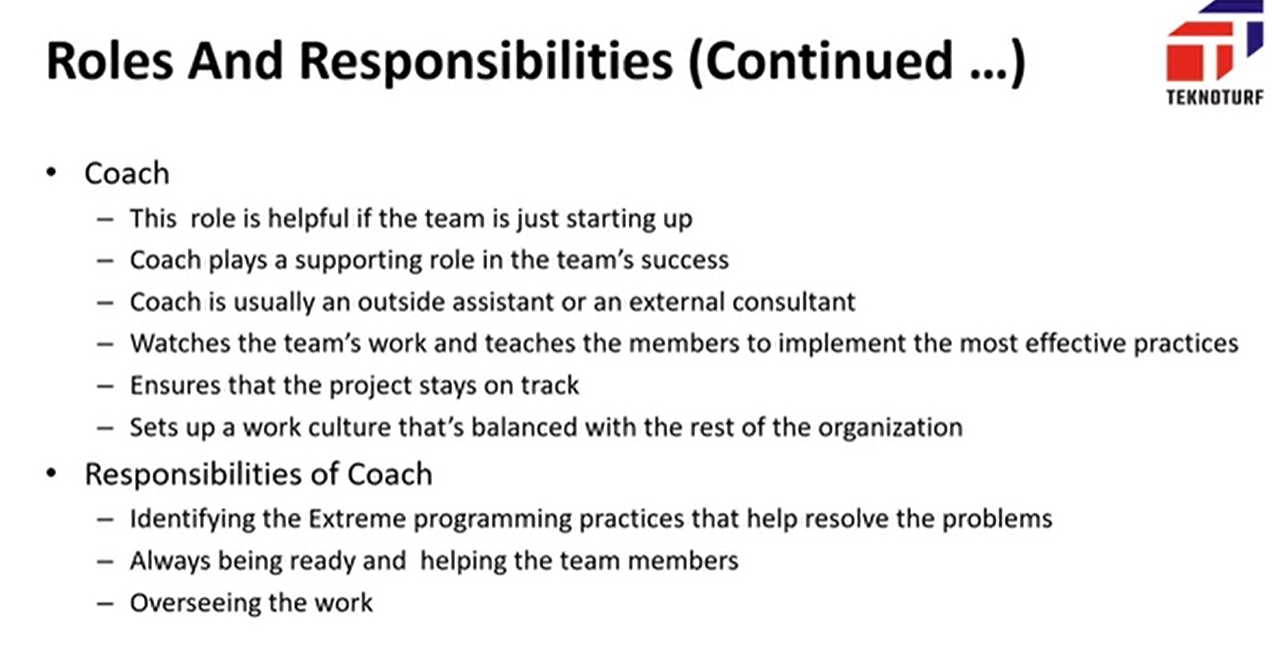 Roles And Responsibilities (Continued ...)
TEKNOTURF
• Coach
– This  role is helpful if the team is just starting up
– Coach plays a supporting role in the team’s success
– Coach is usually an outside assistant or an external consultant
– Watches the team’s work and teaches the members to implement the most effective practices
– Ensures that the project stays on track
– Sets up a work culture that’s balanced with the rest of the organization
• Responsibilities of Coach
– Identifying the Extreme programming practices that help resolve the problems
– Always being ready and  helping the team members
– Overseeing the work